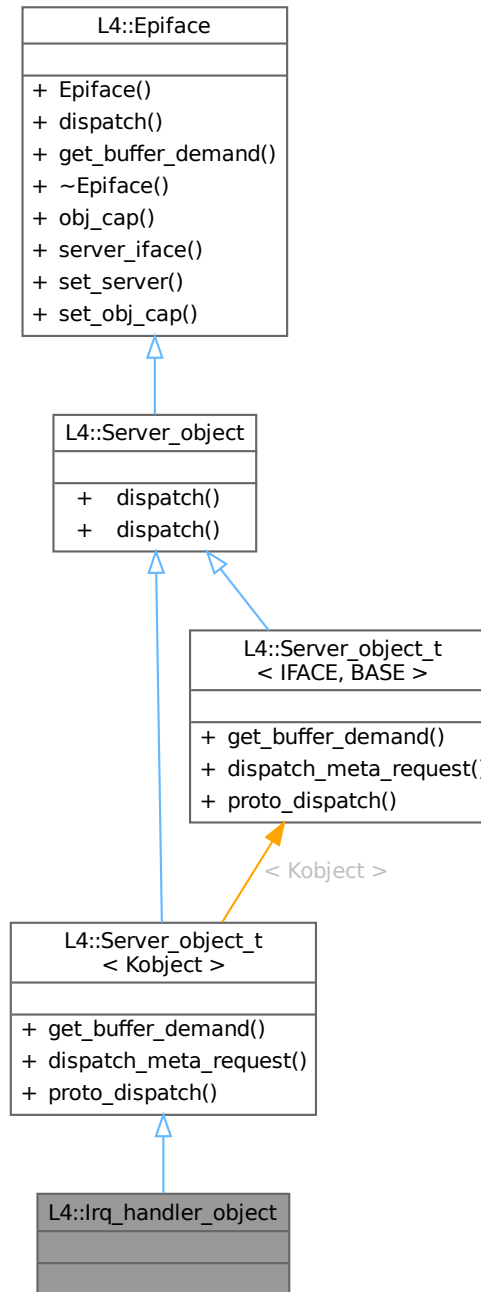 L4::Epiface
+ Epiface()
+ dispatch()
+ get_buffer_demand()
+ ~Epiface()
+ obj_cap()
+ server_iface()
+ set_server()
+ set_obj_cap()
L4::Server_object
+ dispatch()
+ dispatch()
L4::Server_object_t
< IFACE, BASE >
+ get_buffer_demand()
+ dispatch_meta_request()
+ proto_dispatch()
< Kobject >
L4::Server_object_t
< Kobject >
+ get_buffer_demand()
+ dispatch_meta_request()
+ proto_dispatch()
L4::Irq_handler_object